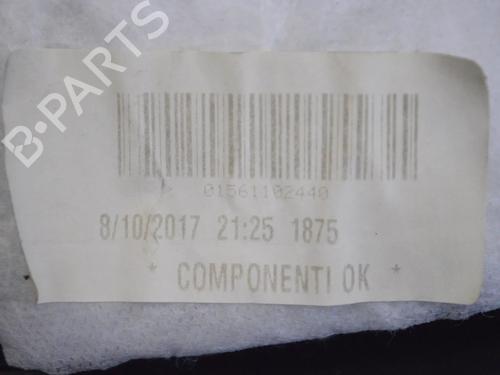 B-PARTS
01561102440
8/10/2017 21:25 1875
* COMPONENTI OK *